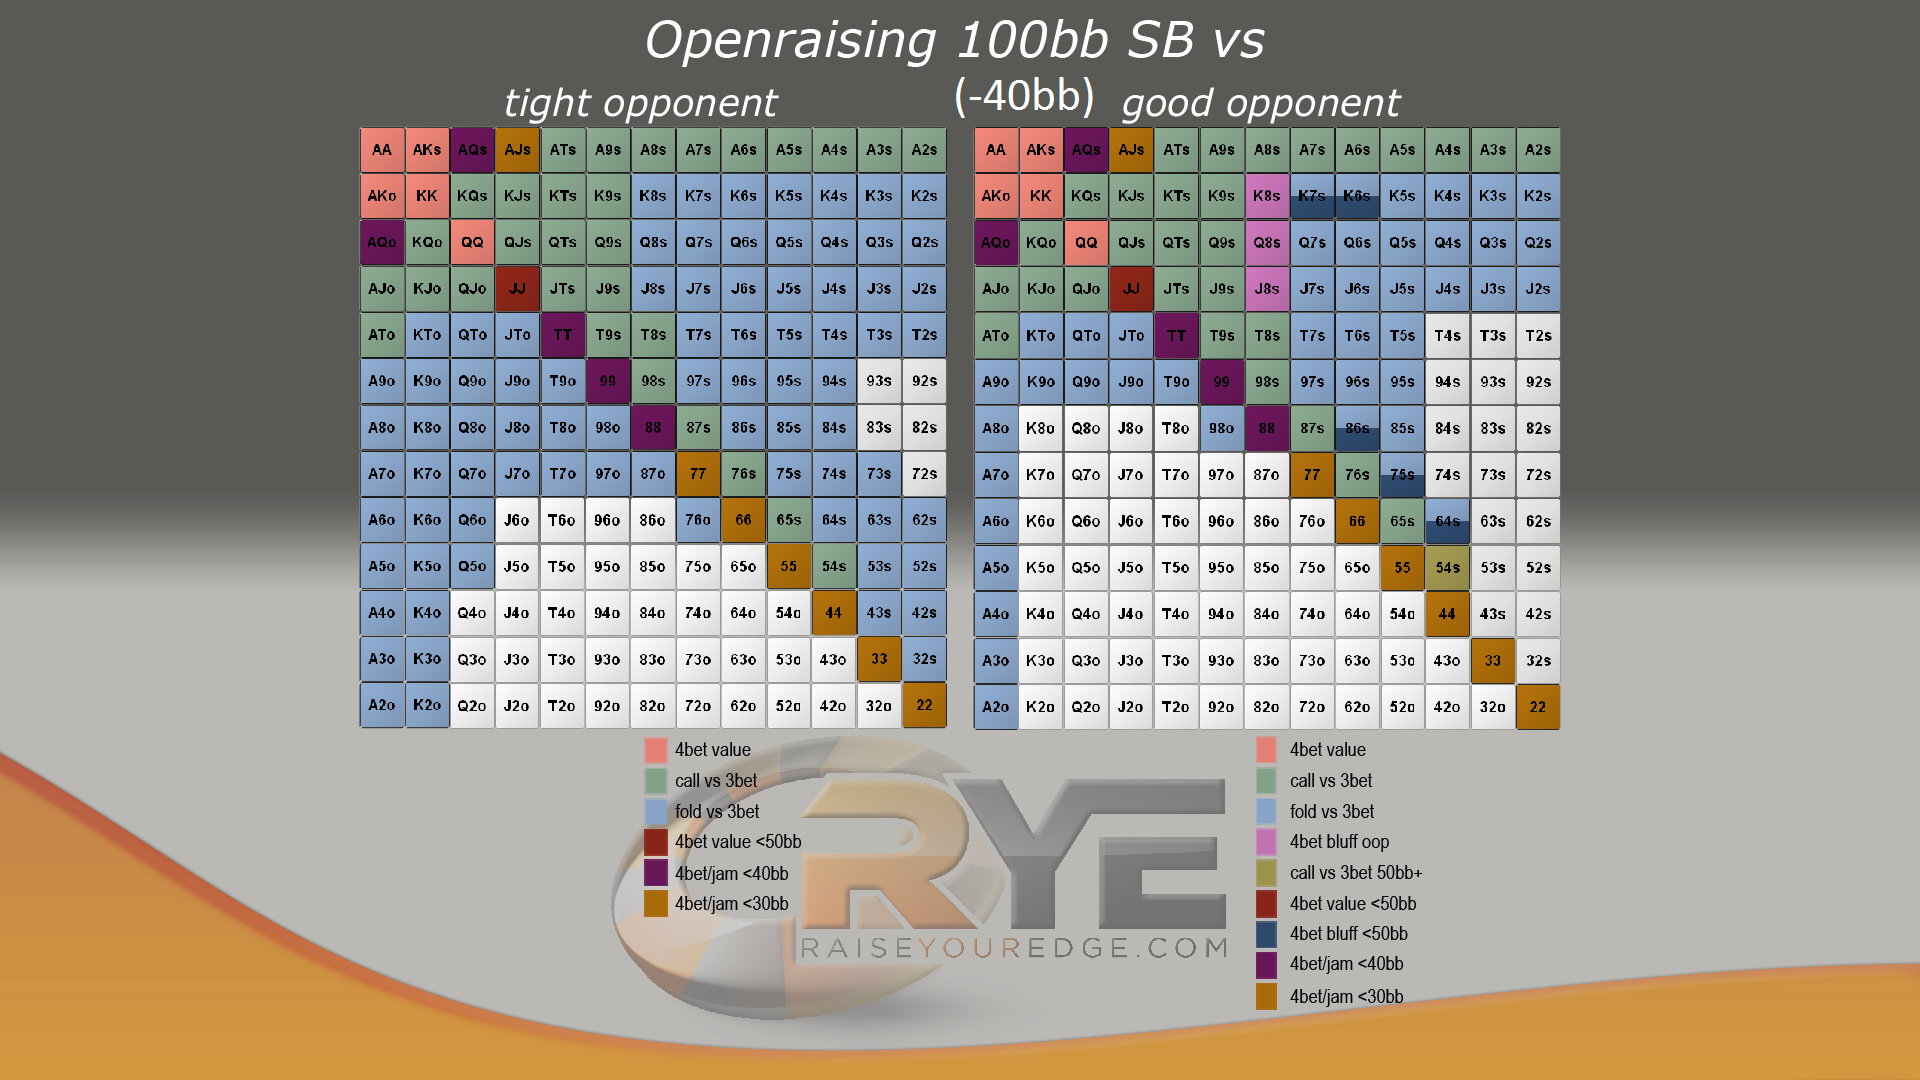 Openraising 100bb SB vs
tight opponent (-40bb) good opponent
AA AKs AQs AJs ATs A9s A8s A7s A6s A5s A4s A3s A2s
AKo KK KQs KJs KTs K9s K8s K7s K6s K5s K4s K3s K2s
AQo KQo QQ QJs QTs Q9s Q8s Q7s Q6s Q5s Q4s Q3s Q2s
AJo KJo QJo JJ JTs J9s J8s J7s J6s J5s J4s J3s J2s
ATo KTo QTo JTo TT T9s T8s T7s T6s T5s T4s T3s T2s
A9o K9o Q9o J9o T9o 99 98s 97s 96s 95s 94s 93s 92s
A8o K8o Q8o J8o T8o 98o 88 87s 86s 85s 84s 83s 82s
A7o K7o Q7o J7o T7o 97o 87o 77 76s 75s 74s 73s 72s
A6o K6o Q6o J6o T6o 96o 86o 76o 66 65s 64s 63s 62s
A5o K5o Q5o J5o T5o 95o 85o 75o 65o 55 54s 53s 52s
A4o K4o Q4o J4o T4o 94o 84o 74o 64o 54o 44 43s 42s
A3o K3o Q3o J3o T3o 93o 83o 73o 63o 53o 43o 33 32s
A2o K2o Q2o J2o T2o 92o 82o 72o 62o 52o 42o 32o 22
4bet value
call vs 3bet
fold vs 3bet
4bet value <50bb
4bet/jam <40bb
4bet/jam <30bb
AA AKs AQs AJs ATs A9s A8s A7s A6s A5s A4s A3s A2s
AKo KK KQs KJs KTs K9s K8s K7s K6s K5s K4s K3s K2s
AQo KQo QQ QJs QTs Q9s Q8s Q7s Q6s Q5s Q4s Q3s Q2s
AJo KJo QJo JJ JTs J9s J8s J7s J6s J5s J4s J3s J2s
ATo KTo QTo JTo TT T9s T8s T7s T6s T5s T4s T3s T2s
A9o K9o Q9o J9o T9o 99 98s 97s 96s 95s 94s 93s 92s
A8o K8o Q8o J8o T8o 98o 88 87s 86s 85s 84s 83s 82s
A7o K7o Q7o J7o T7o 97o 87o 77 76s 75s 74s 73s 72s
A6o K6o Q6o J6o T6o 96o 86o 76o 66 65s 64s 63s 62s
A5o K5o Q5o J5o T5o 95o 85o 75o 65o 55 54s 53s 52s
A4o K4o Q4o J4o T4o 94o 84o 74o 64o 54o 44 43s 42s
A3o K3o Q3o J3o T3o 93o 83o 73o 63o 53o 43o 33 32s
A2o K2o Q2o J2o T2o 92o 82o 72o 62o 52o 42o 32o 22
4bet value
call vs 3bet
fold vs 3bet
4bet bluff oop
call vs 3bet 50bb+
4bet value <50bb
4bet bluff <50bb
4bet/jam <40bb
4bet/jam <30bb
RYE
RAISEYOUREDGE.COM